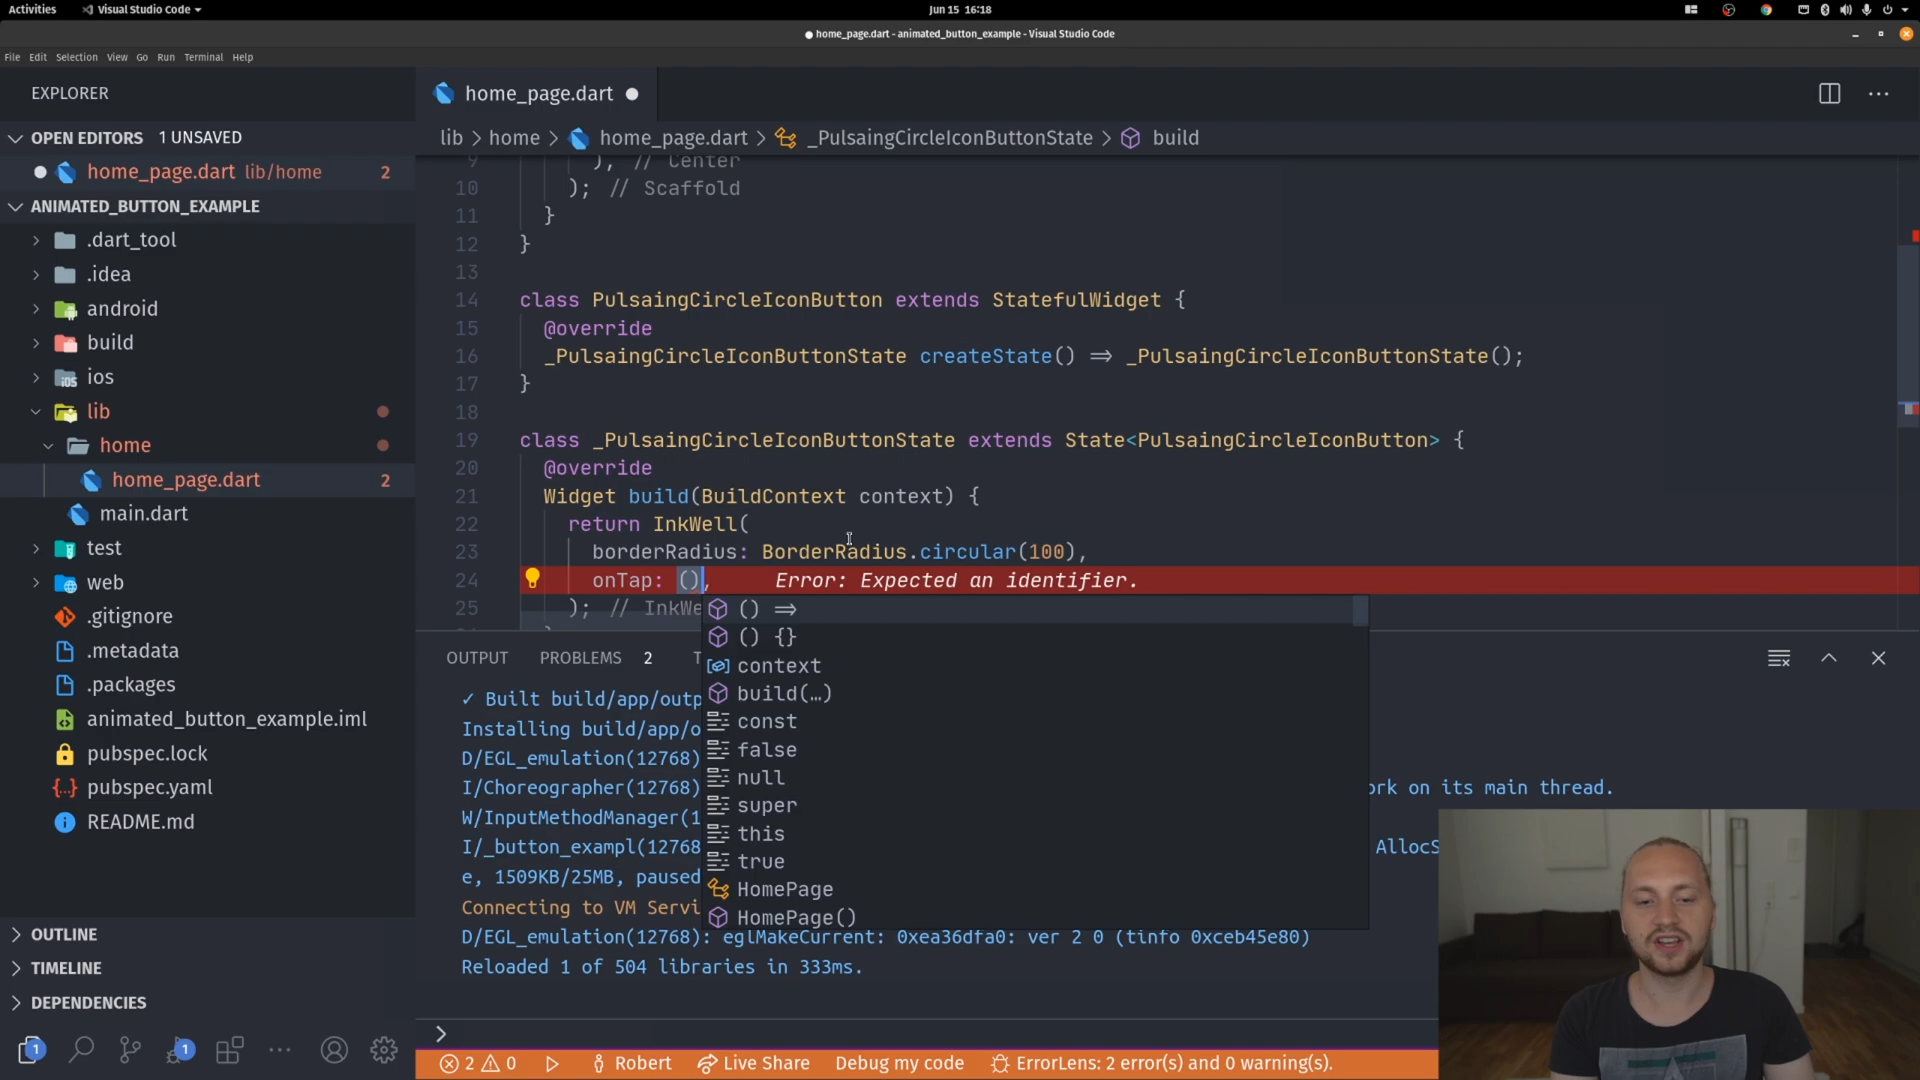 Activities
Visual Studio Code
Jun 15 16:18
home_page.dart - animated_button_example - Visual Studio Code
File Edit Selection View Go Run Terminal Help
EXPLORER
OPEN EDITORS 1 UNSAVED
home_page.dart lib/home 2
ANIMATED_BUTTON_EXAMPLE
.dart_tool
.idea
android
build
ios
lib
home
home_page.dart 2
main.dart
test
web
.gitignore
.metadata
.packages
animated_button_example.iml
pubspec.lock
pubspec.yaml
README.md
OUTLINE
TIMELINE
DEPENDENCIES
1
1
home_page.dart
lib > home > home_page.dart > _PulsaingCircleIconButtonState > build
9 ), // Center
10 ); // Scaffold
11 }
12 }
13
14 class PulsaingCircleIconButton extends StatefulWidget {
15 @override
16 _PulsaingCircleIconButtonState createState() => _PulsaingCircleIconButtonState();
17 }
18
19 class _PulsaingCircleIconButtonState extends State<PulsaingCircleIconButton> {
20 @override
21 Widget build(BuildContext context) {
22 return InkWell(
23 borderRadius: BorderRadius.circular(100),
24 onTap: (), Error: Expected an identifier.
25 ); // InkWe
() =>
() {}
context
build(…)
const
false
null
super
this
true
HomePage
HomePage()
OUTPUT PROBLEMS 2 T
✓ Built build/app/outp
Installing build/app/o
D/EGL_emulation(12768)
I/Choreographer(12768) ork on its main thread.
W/InputMethodManager(1
I/_button_exampl(12768 AllocS
e, 1509KB/25MB, paused
Connecting to VM Servi
D/EGL_emulation(12768): eglMakeCurrent: 0xea36dfa0: ver 2 0 (tinfo 0xceb45e80)
Reloaded 1 of 504 libraries in 333ms.
>
2 0 Robert Live Share Debug my code ErrorLens: 2 error(s) and 0 warning(s).